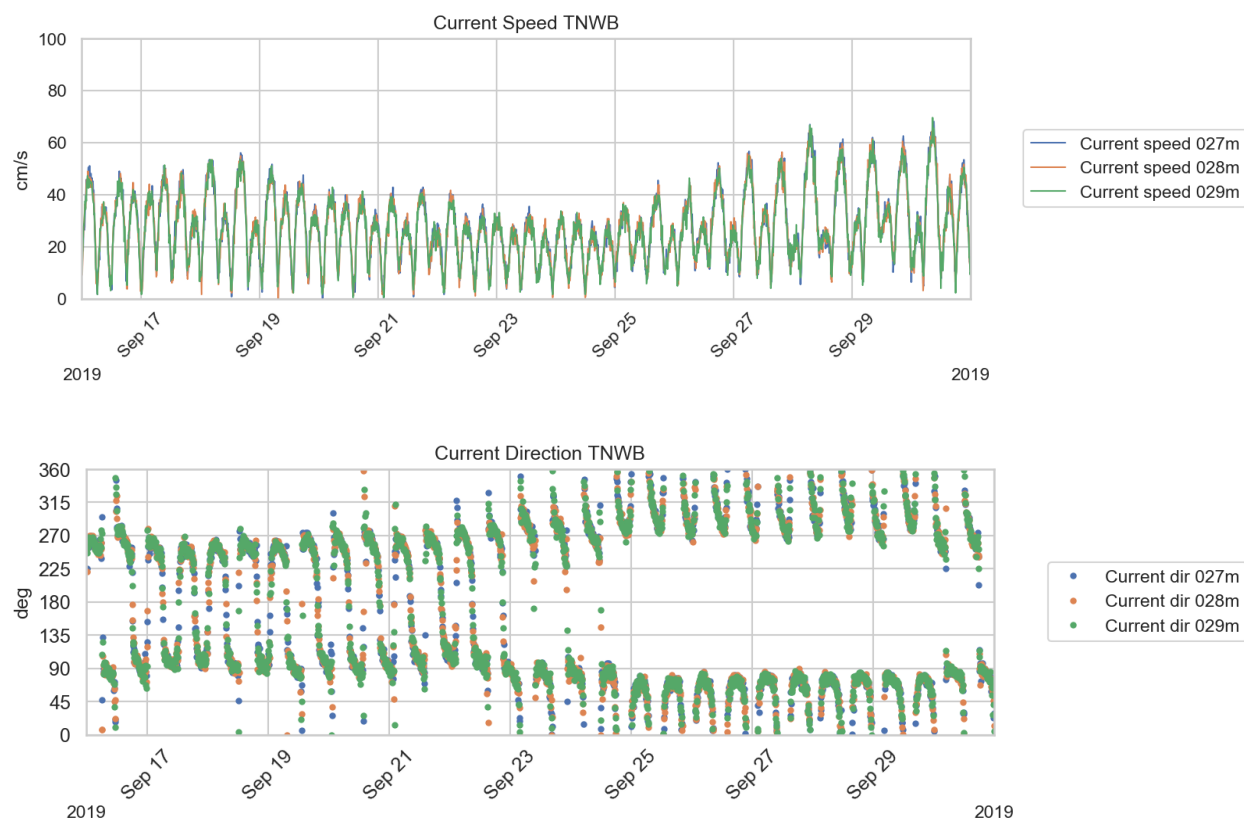 Current Speed TNWB
100
80
60
40
20
0
cm/s
Sep 17
Sep 19
Sep 21
Sep 23
Sep 25
Sep 27
Sep 29
2019
2019
Current speed 027m
Current speed 028m
Current speed 029m
Current Direction TNWB
360
315
270
225
180
135
90
45
0
deg
Sep 17
Sep 19
Sep 21
Sep 23
Sep 25
Sep 27
Sep 29
2019
2019
Current dir 027m
Current dir 028m
Current dir 029m